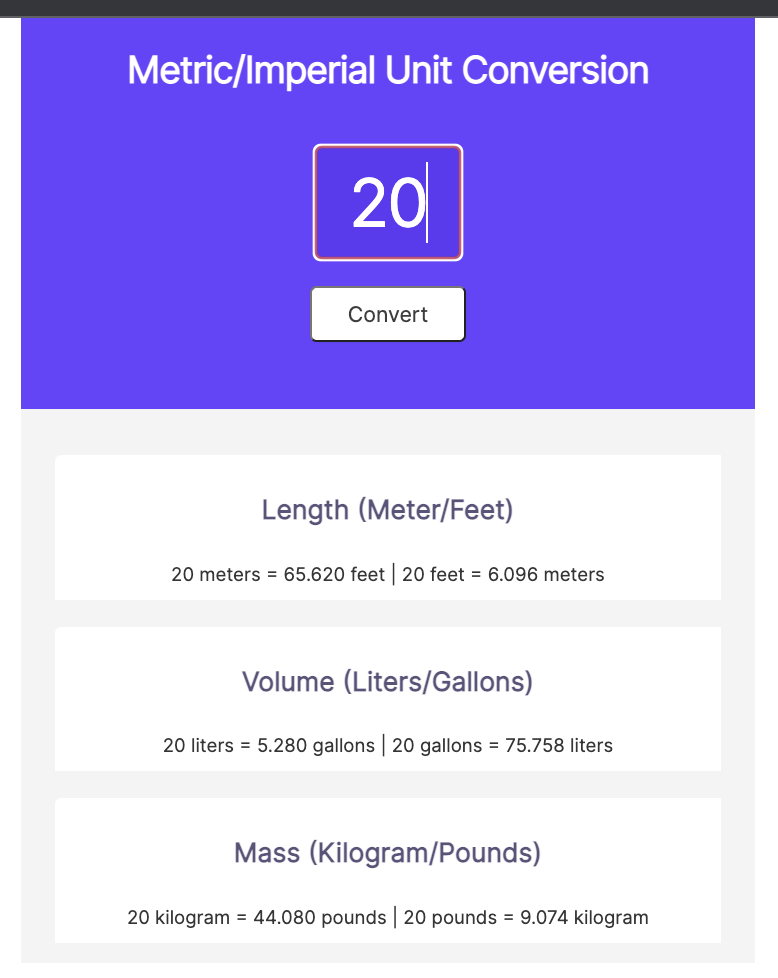 Metric/Imperial Unit Conversion
20
Convert
Length (Meter/Feet)
20 meters = 65.620 feet | 20 feet = 6.096 meters
Volume (Liters/Gallons)
20 liters = 5.280 gallons | 20 gallons = 75.758 liters
Mass (Kilogram/Pounds)
20 kilogram = 44.080 pounds | 20 pounds = 9.074 kilogram